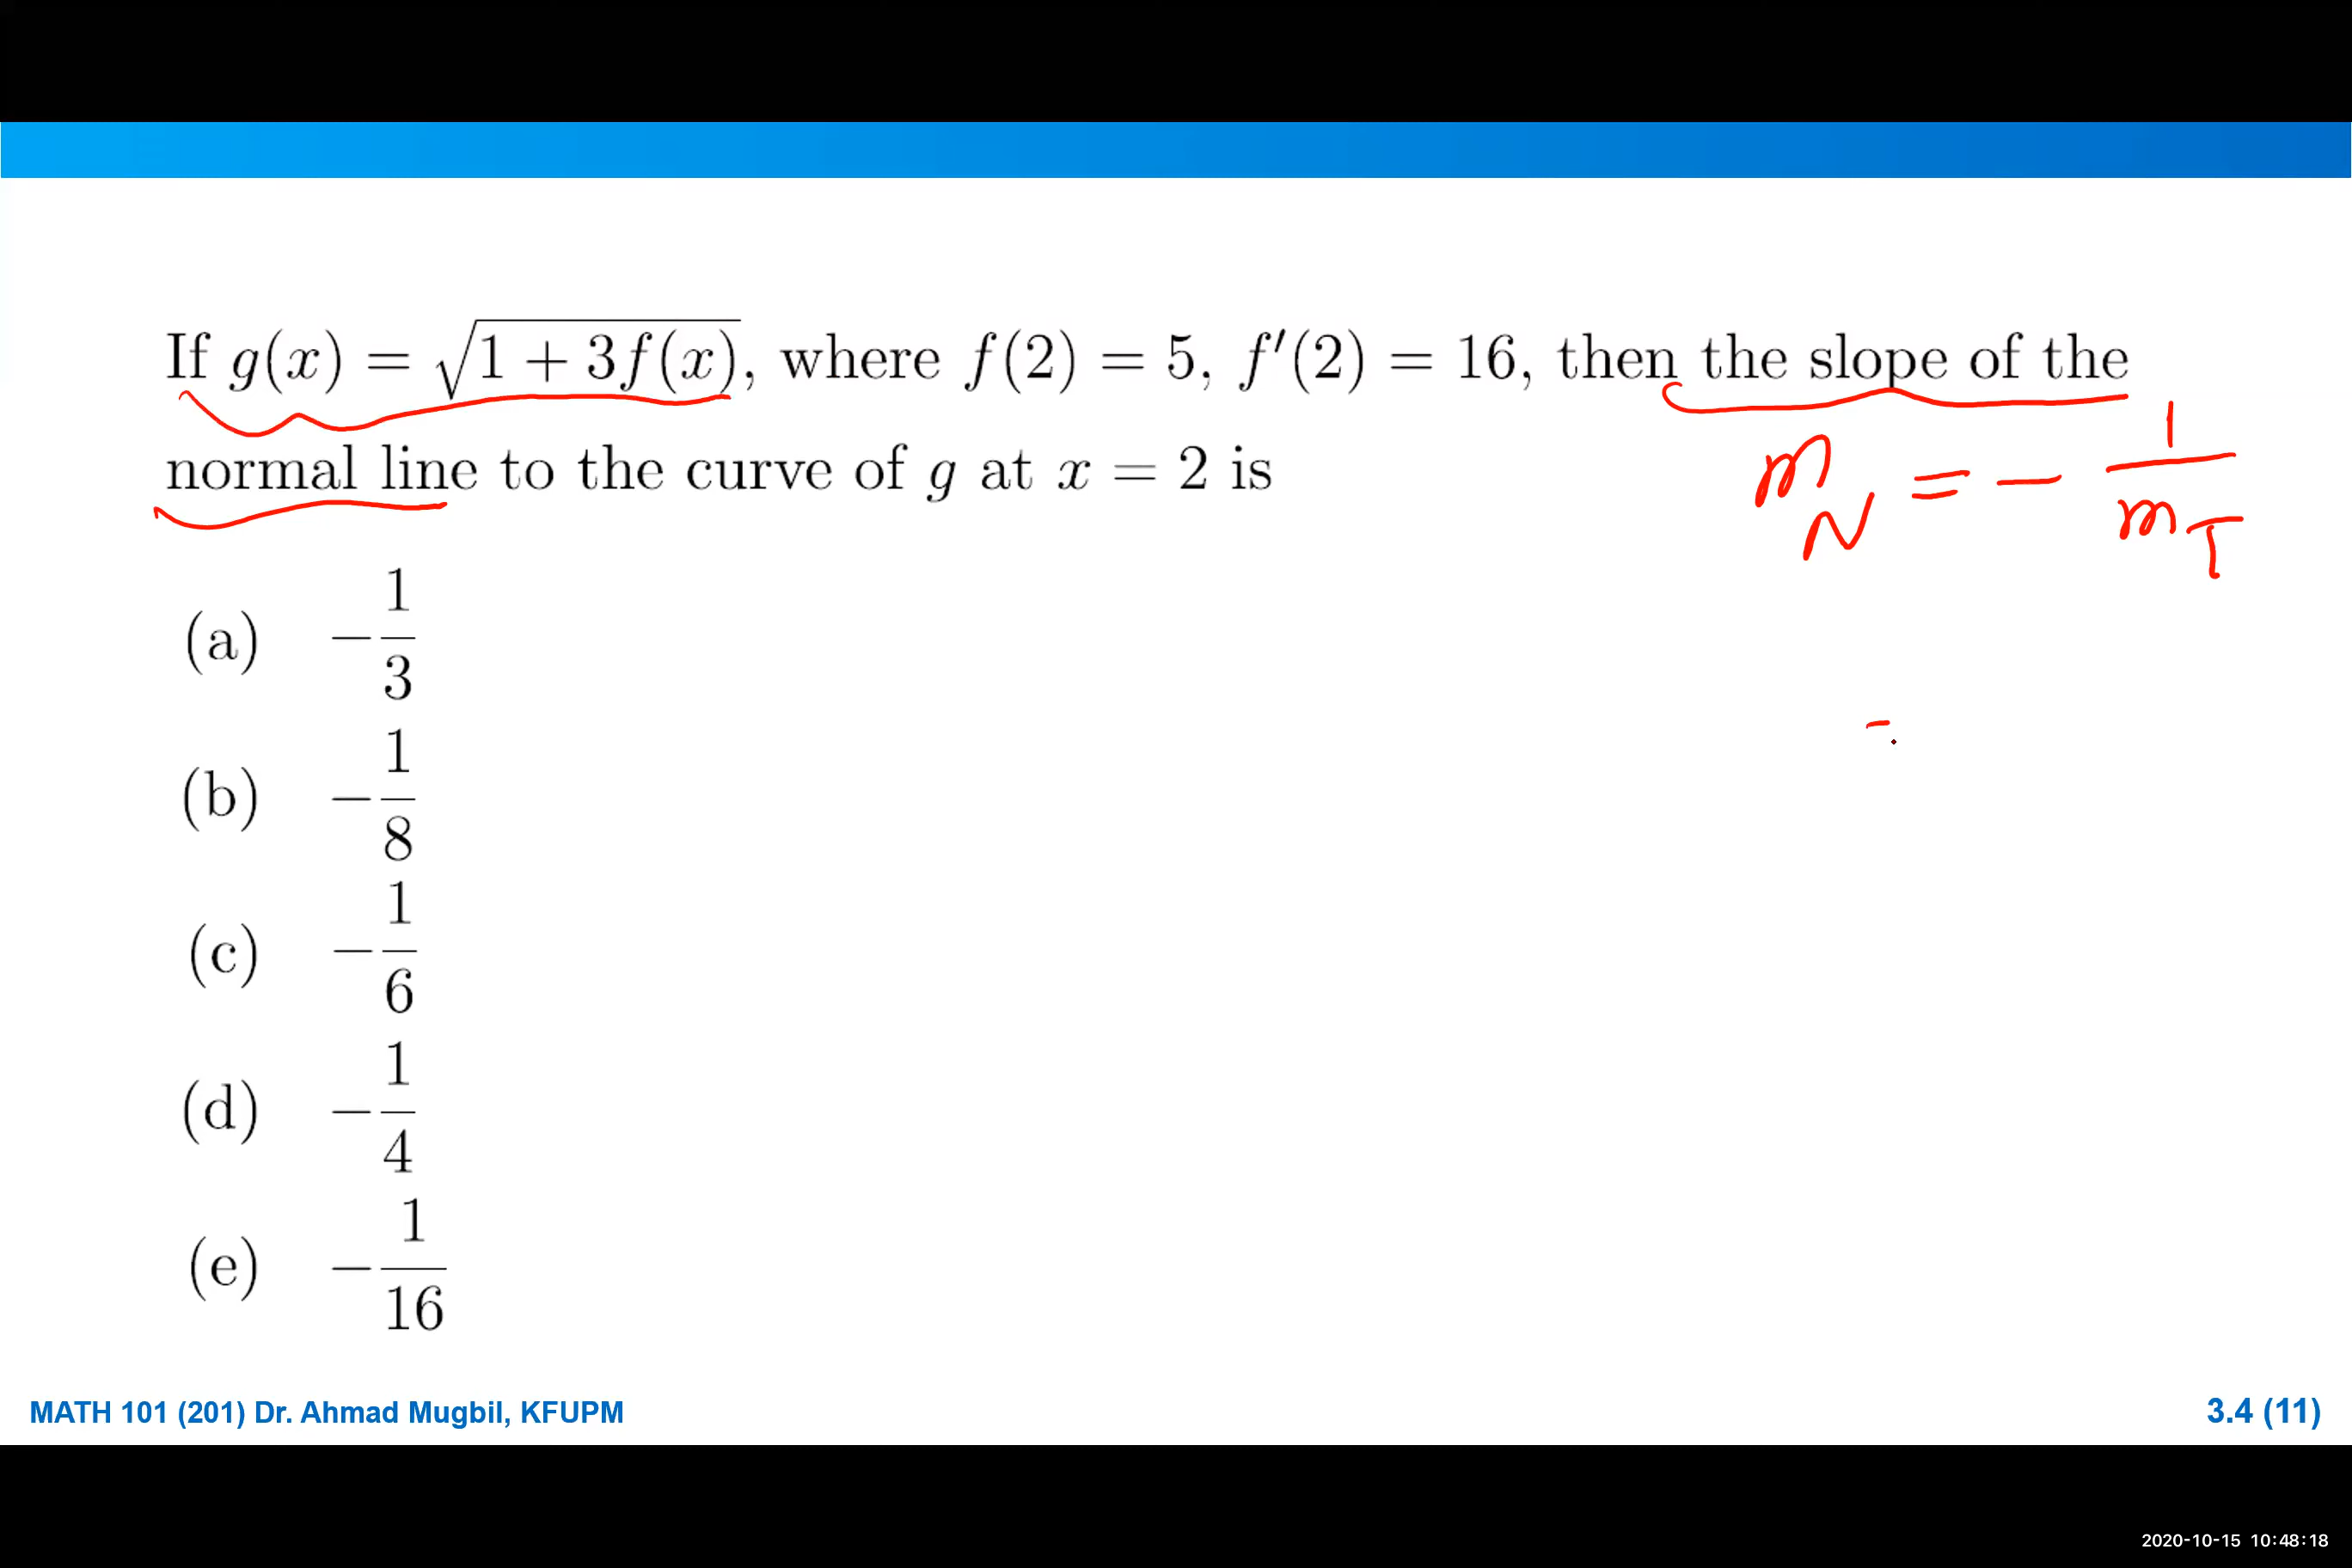 If g(x) = √(1 + 3f(x)), where f(2) = 5, f′(2) = 16, then the slope of the
normal line to the curve of g at x = 2 is
m_N = − 1/m_T
(a) −1/3
(b) −1/8
(c) −1/6
(d) −1/4
(e) −1/16
MATH 101 (201) Dr. Ahmad Mugbil, KFUPM
3.4 (11)
2020-10-15 10:48:18